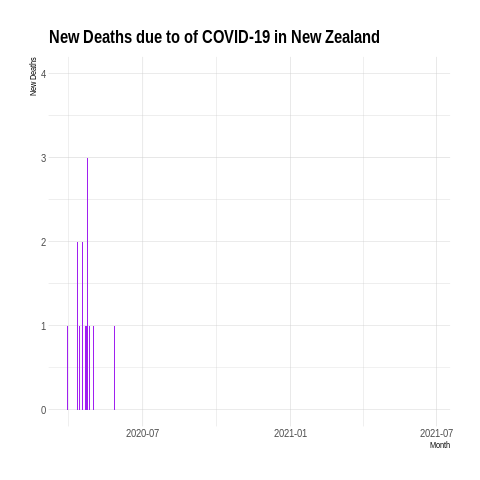 New Deaths due to of COVID-19 in New Zealand
New Deaths
4
3
2
1
0
2020-07
2021-01
2021-07
Month